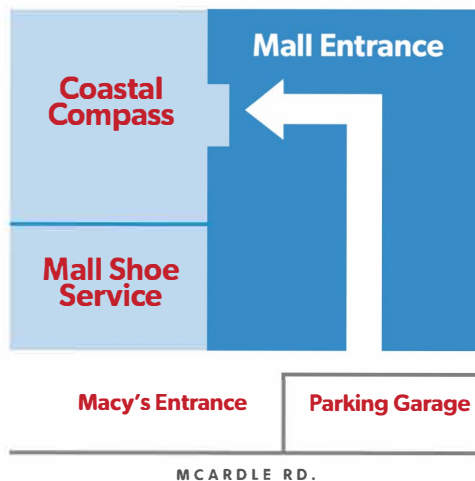 Mall Entrance
Coastal
Compass
Mall Shoe
Service
Macy's Entrance
Parking Garage
MCARDLE RD.